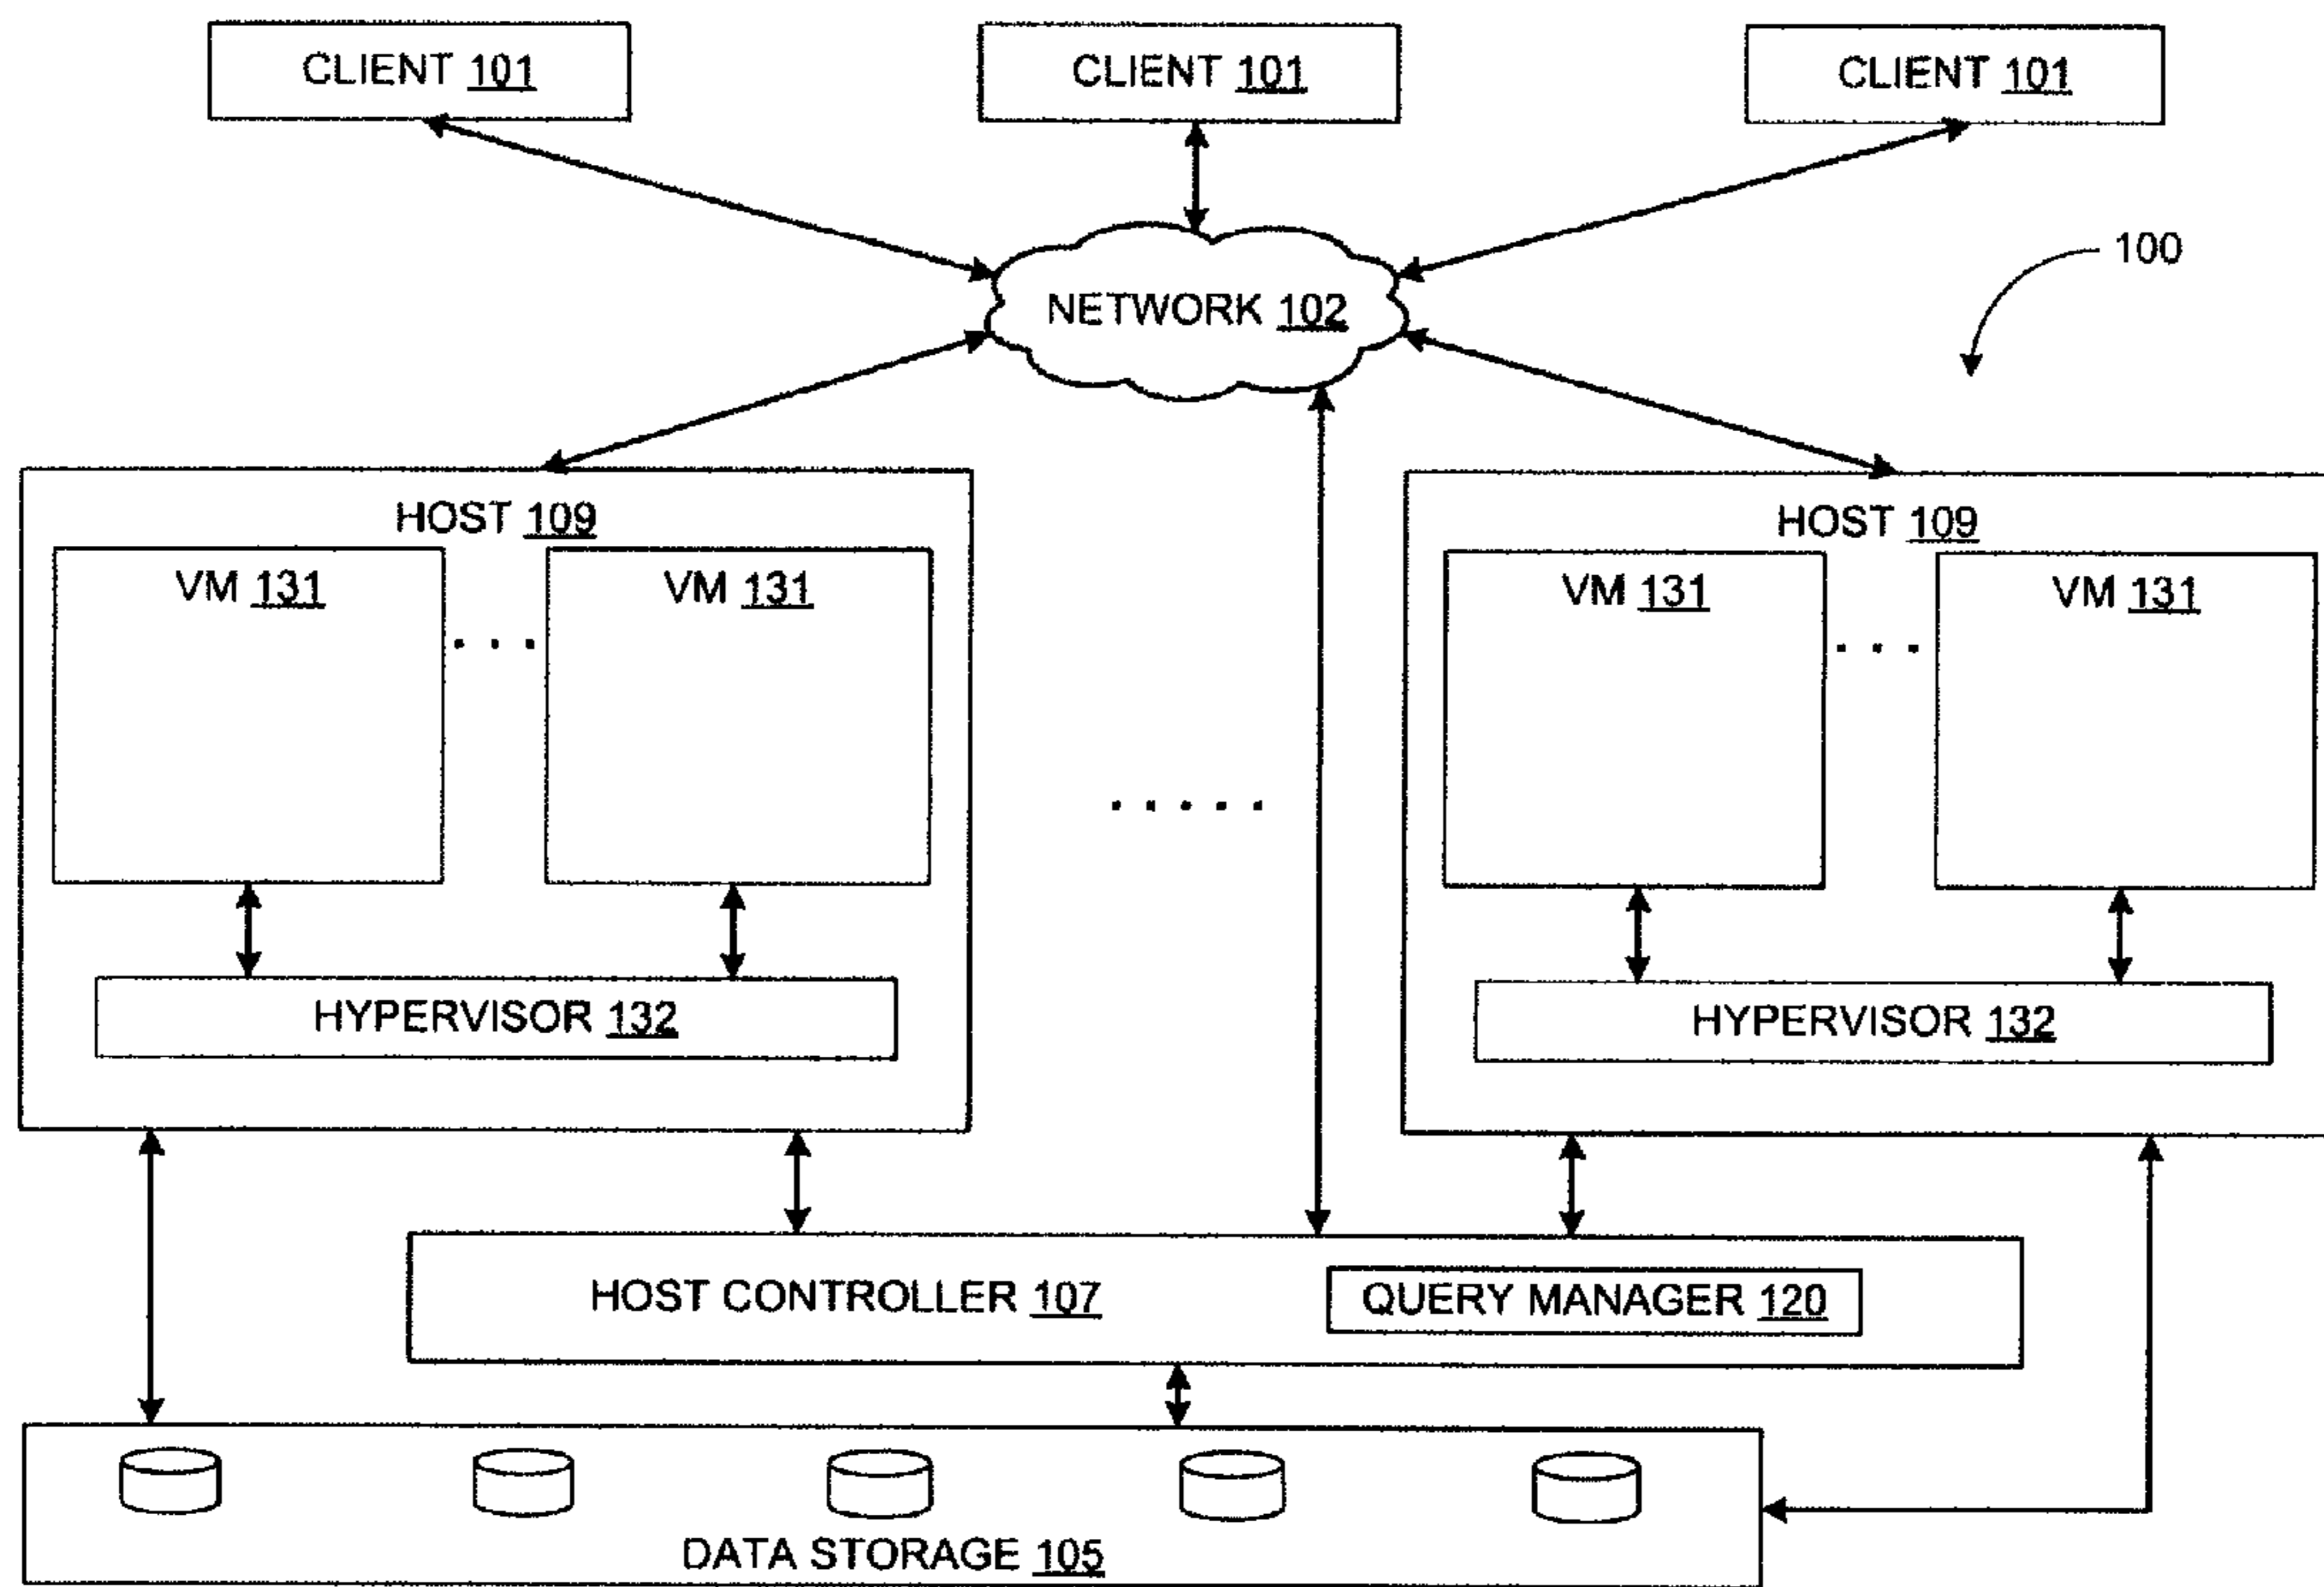 CLIENT 101
CLIENT 101
CLIENT 101
NETWORK 102
100
HOST 109
HOST 109
VM 131
VM 131
VM 131
VM 131
HYPERVISOR 132
HYPERVISOR 132
HOST CONTROLLER 107
QUERY MANAGER 120
DATA STORAGE 105